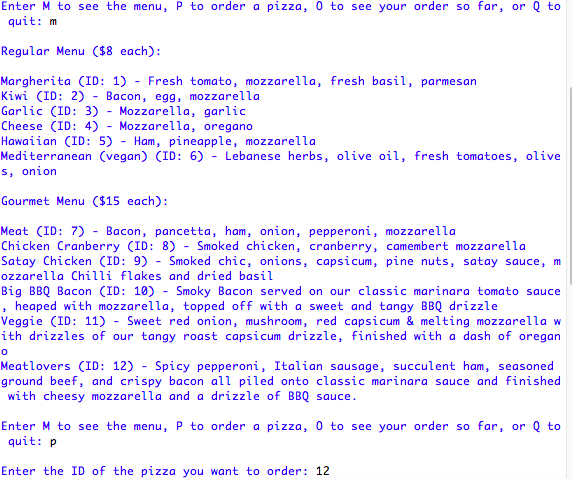 Enter M to see the menu, P to order a pizza, O to see your order so far, or Q to
quit: m
Regular Menu ($8 each):
Margherita (ID: 1) - Fresh tomato, mozzarella, fresh basil, parmesan
Kiwi (ID: 2) - Bacon, egg, mozzarella
Garlic (ID: 3) - Mozzarella, garlic
Cheese (ID: 4) - Mozzarella, oregano
Hawaiian (ID: 5) - Ham, pineapple, mozzarella
Mediterranean (vegan) (ID: 6) - Lebanese herbs, olive oil, fresh tomatoes, olive
s, onion
Gourmet Menu ($15 each):
Meat (ID: 7) - Bacon, pancetta, ham, onion, pepperoni, mozzarella
Chicken Cranberry (ID: 8) - Smoked chicken, cranberry, camembert mozzarella
Satay Chicken (ID: 9) - Smoked chic, onions, capsicum, pine nuts, satay sauce, m
ozzarella Chilli flakes and dried basil
Big BBQ Bacon (ID: 10) - Smoky Bacon served on our classic marinara tomato sauce
, heaped with mozzarella, topped off with a sweet and tangy BBQ drizzle
Veggie (ID: 11) - Sweet red onion, mushroom, red capsicum & melting mozzarella w
ith drizzles of our tangy roast capsicum drizzle, finished with a dash of oregan
o
Meatlovers (ID: 12) - Spicy pepperoni, Italian sausage, succulent ham, seasoned
ground beef, and crispy bacon all piled onto classic marinara sauce and finished
with cheesy mozzarella and a drizzle of BBQ sauce.
Enter M to see the menu, P to order a pizza, O to see your order so far, or Q to
quit: p
Enter the ID of the pizza you want to order: 12